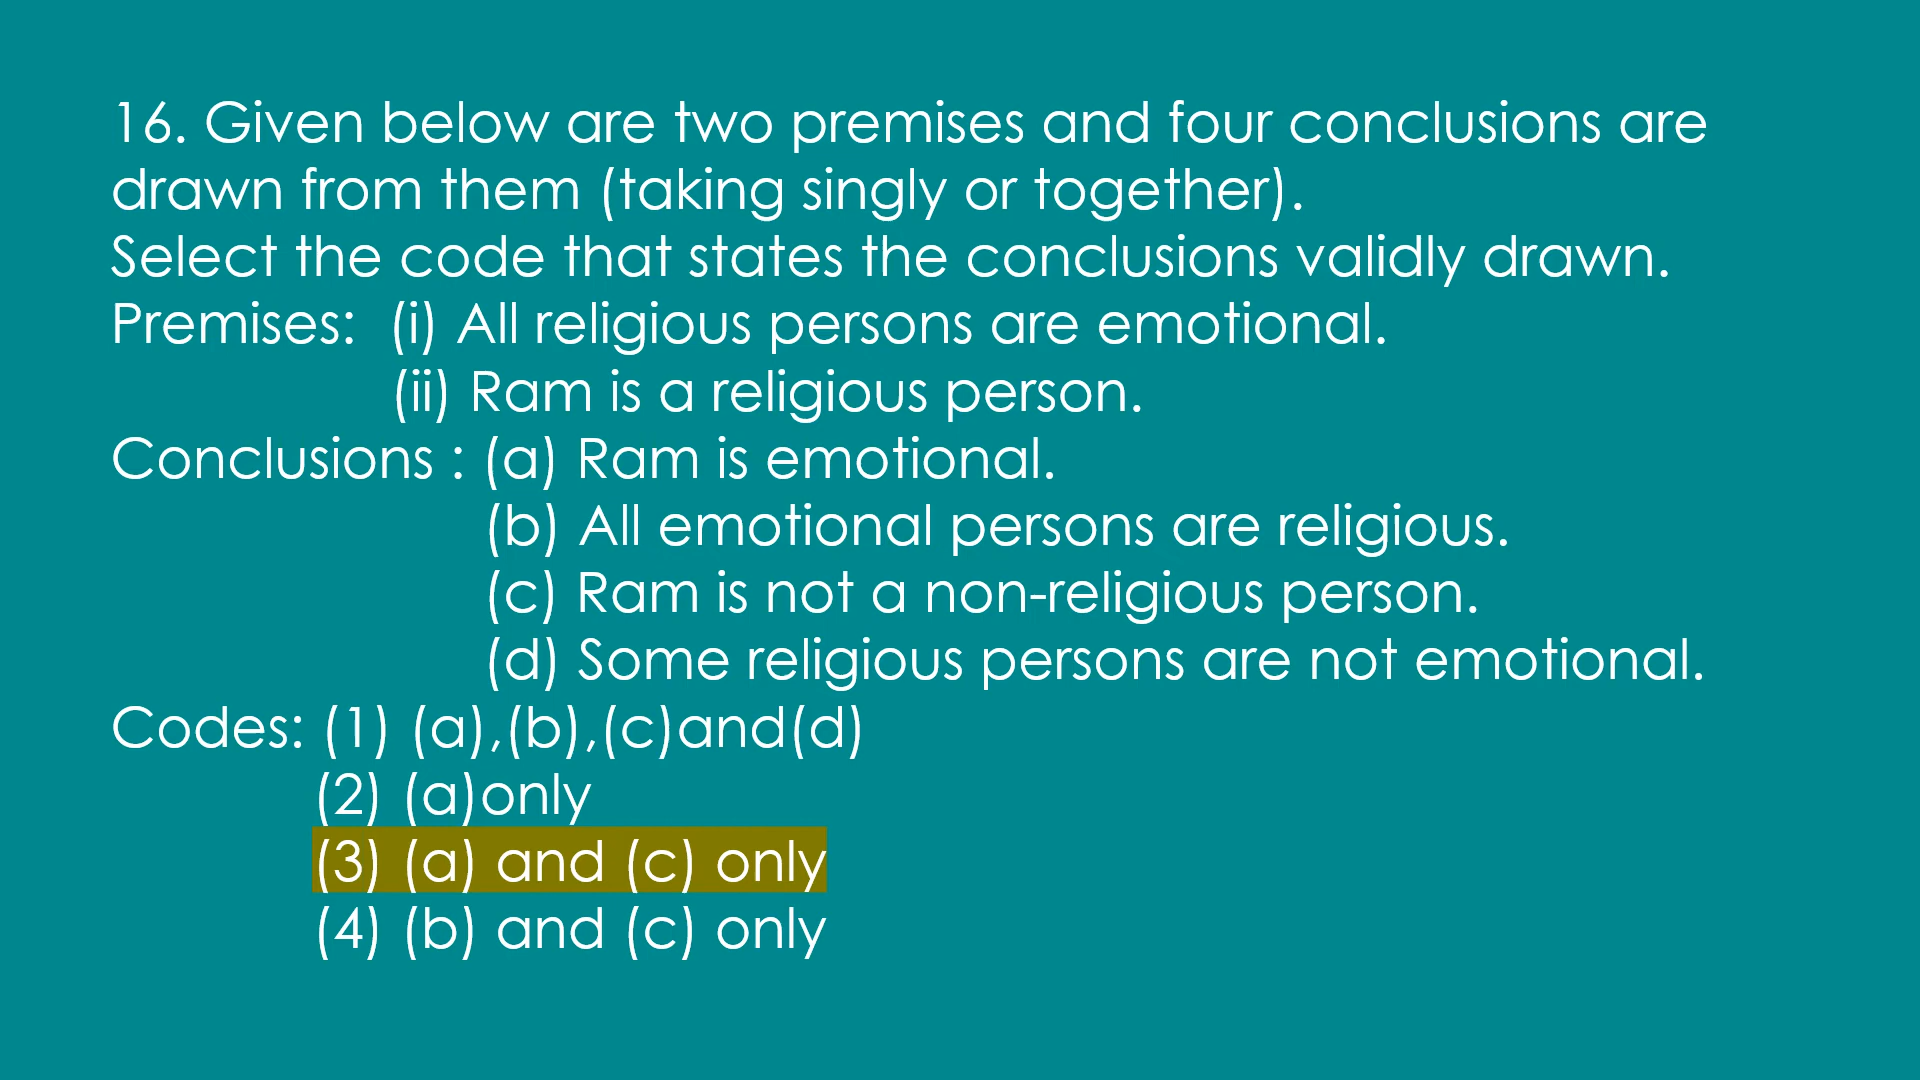 16. Given below are two premises and four conclusions are
drawn from them (taking singly or together).
Select the code that states the conclusions validly drawn.
Premises: (i) All religious persons are emotional.
(ii) Ram is a religious person.
Conclusions : (a) Ram is emotional.
(b) All emotional persons are religious.
(c) Ram is not a non-religious person.
(d) Some religious persons are not emotional.
Codes: (1) (a),(b),(c)and(d)
(2) (a)only
(3) (a) and (c) only
(4) (b) and (c) only